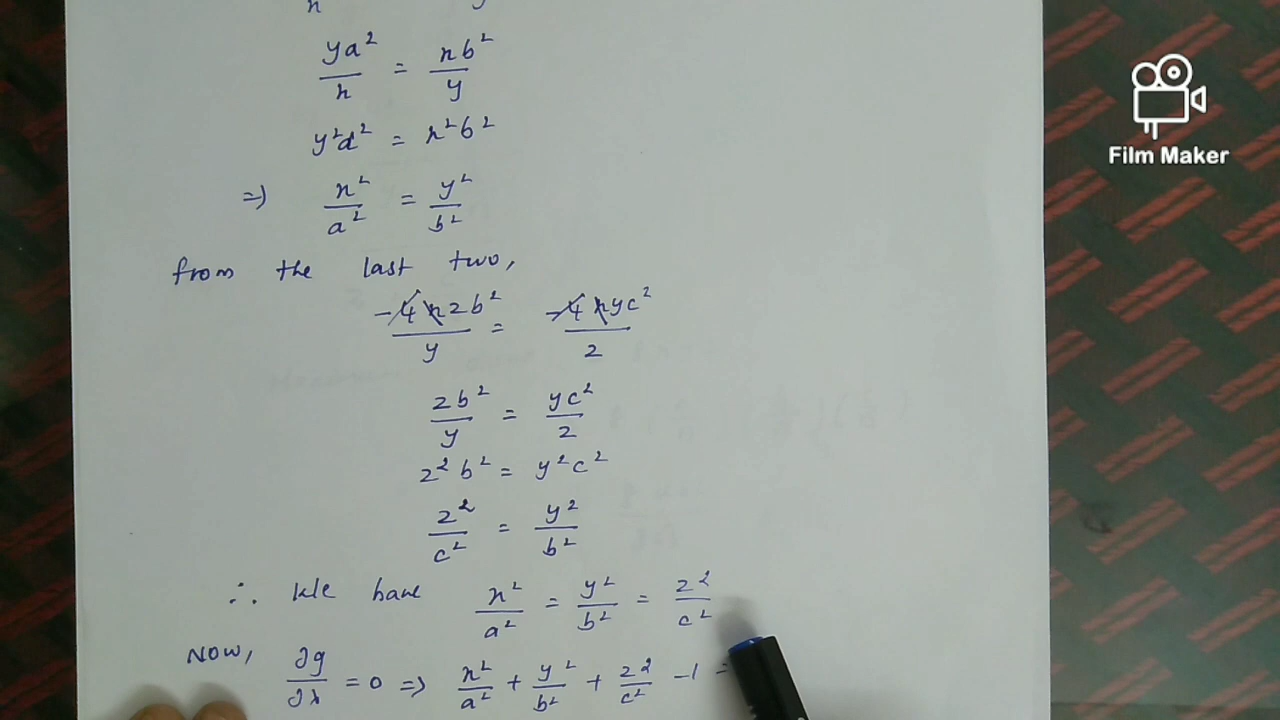 x y
ya²/x = xb²/y
y²a² = x²b²
=> x²/a² = y²/b²
from the last two,
-4xzb²/y = -4xyc²/z
zb²/y = yc²/z
z²b² = y²c²
z²/c² = y²/b²
∴ We have x²/a² = y²/b² = z²/c²
Now, ∂g/∂λ = 0 => x²/a² + y²/b² + z²/c² - 1 =
Film Maker